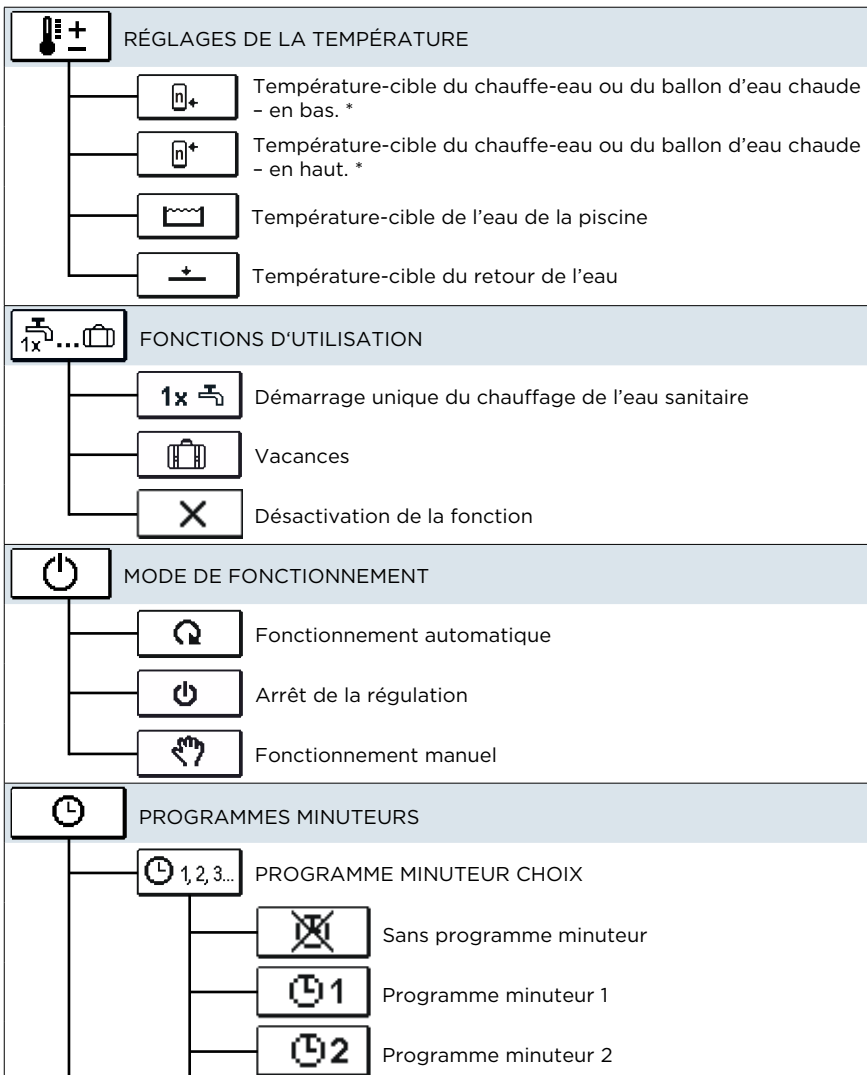 RÉGLAGES DE LA TEMPÉRATURE
n
Température-cible du chauffe-eau ou du ballon d'eau chaude
– en bas. *
n
Température-cible du chauffe-eau ou du ballon d'eau chaude
– en haut. *
Température-cible de l'eau de la piscine
Température-cible du retour de l'eau
1x ... FONCTIONS D‘UTILISATION
1x Démarrage unique du chauffage de l'eau sanitaire
Vacances
Désactivation de la fonction
MODE DE FONCTIONNEMENT
Fonctionnement automatique
Arrêt de la régulation
Fonctionnement manuel
PROGRAMMES MINUTEURS
1, 2, 3... PROGRAMME MINUTEUR CHOIX
Sans programme minuteur
1 Programme minuteur 1
2 Programme minuteur 2